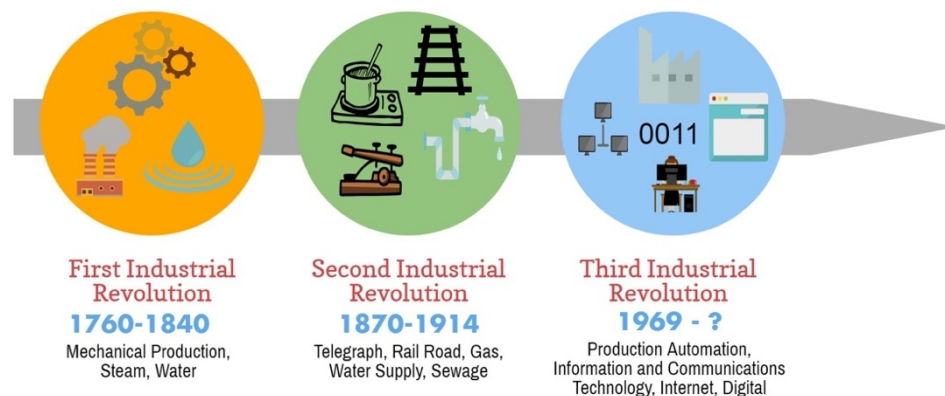 0011
First Industrial
Revolution
1760-1840
Mechanical Production,
Steam, Water
Second Industrial
Revolution
1870-1914
Telegraph, Rail Road, Gas,
Water Supply, Sewage
Third Industrial
Revolution
1969 - ?
Production Automation,
Information and Communications
Technology, Internet, Digital